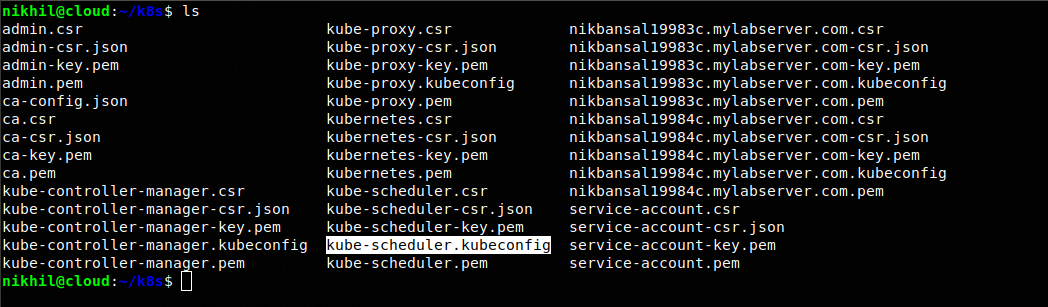 nikhil@cloud:~/k8s$ ls
admin.csr kube-proxy.csr nikbansal19983c.mylabserver.com.csr
admin-csr.json kube-proxy-csr.json nikbansal19983c.mylabserver.com-csr.json
admin-key.pem kube-proxy-key.pem nikbansal19983c.mylabserver.com-key.pem
admin.pem kube-proxy.kubeconfig nikbansal19983c.mylabserver.com.kubeconfig
ca-config.json kube-proxy.pem nikbansal19983c.mylabserver.com.pem
ca.csr kubernetes.csr nikbansal19984c.mylabserver.com.csr
ca-csr.json kubernetes-csr.json nikbansal19984c.mylabserver.com-csr.json
ca-key.pem kubernetes-key.pem nikbansal19984c.mylabserver.com-key.pem
ca.pem kubernetes.pem nikbansal19984c.mylabserver.com.kubeconfig
kube-controller-manager.csr kube-scheduler.csr nikbansal19984c.mylabserver.com.pem
kube-controller-manager-csr.json kube-scheduler-csr.json service-account.csr
kube-controller-manager-key.pem kube-scheduler-key.pem service-account-csr.json
kube-controller-manager.kubeconfig kube-scheduler.kubeconfig service-account-key.pem
kube-controller-manager.pem kube-scheduler.pem service-account.pem
nikhil@cloud:~/k8s$